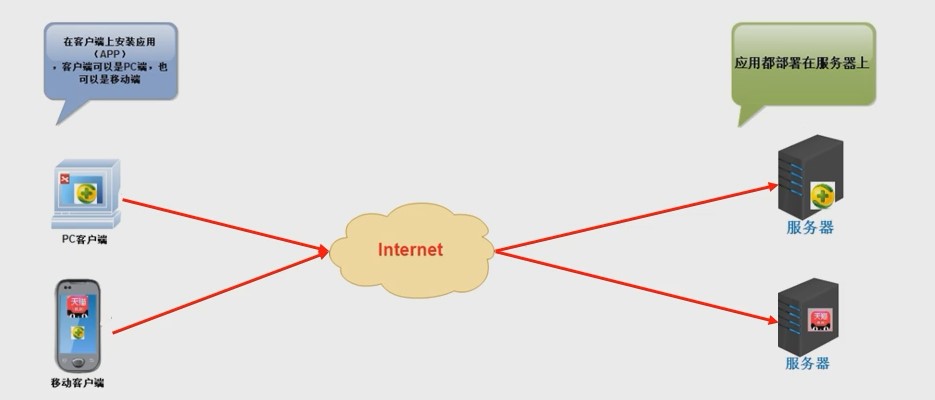 在客户端上安装应用
（APP）
，客户端可以是PC端，也
可以是移动端
应用都部署在服务器上
PC客户端
Internet
服务器
天猫
移动客户端
天猫
服务器